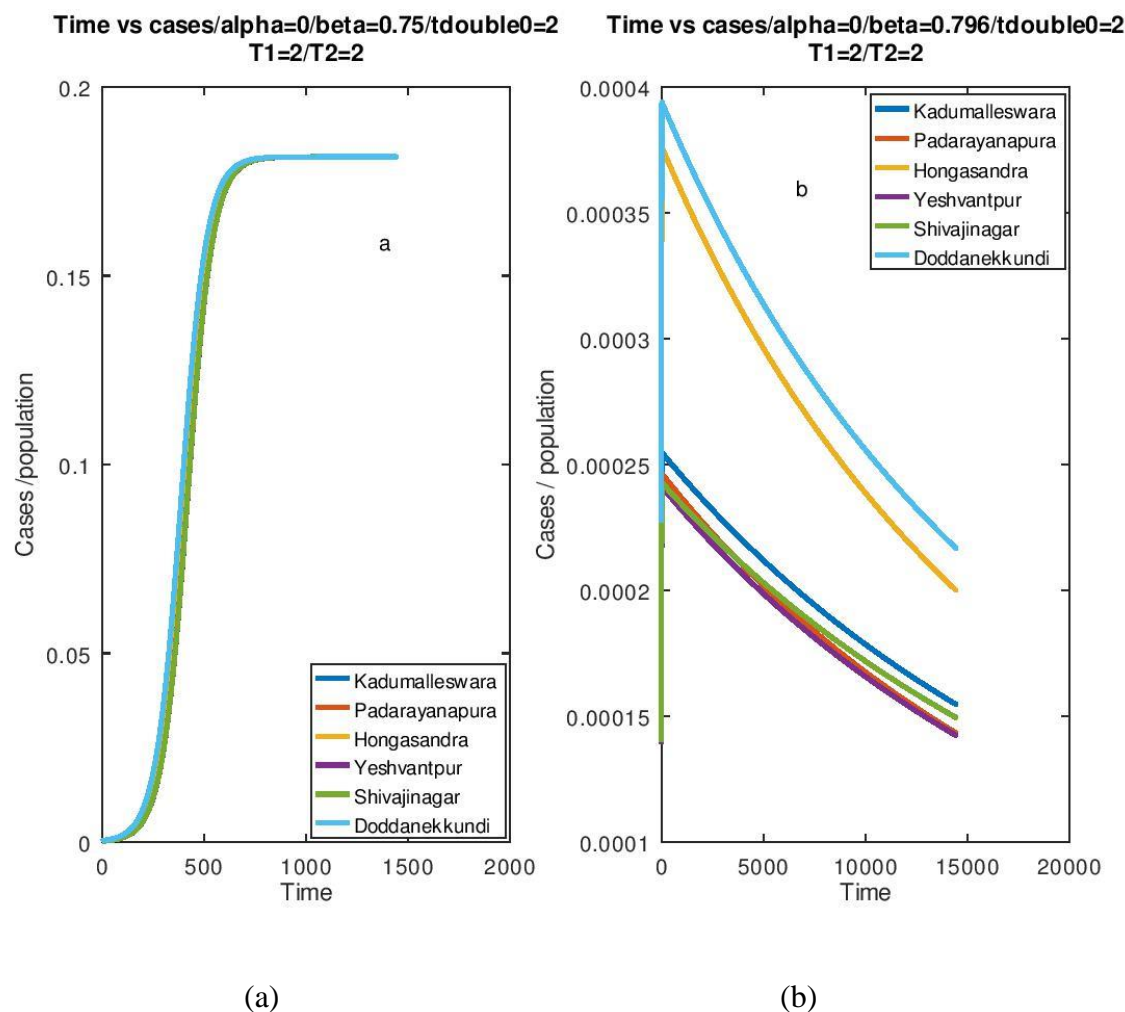 Time vs cases/alpha=0/beta=0.75/tdouble0=2
T1=2/T2=2
0.2
0.15
0.1
0.05
0
0
500
1000
1500
2000
Time
Cases /population
a
Kadumalleswara
Padarayanapura
Hongasandra
Yeshvantpur
Shivajinagar
Doddanekkundi
(a)
Time vs cases/alpha=0/beta=0.796/tdouble0=2
T1=2/T2=2
0.0004
0.00035
0.0003
0.00025
0.0002
0.00015
0.0001
0
5000
10000
15000
20000
Time
Cases / population
b
Kadumalleswara
Padarayanapura
Hongasandra
Yeshvantpur
Shivajinagar
Doddanekkundi
(b)